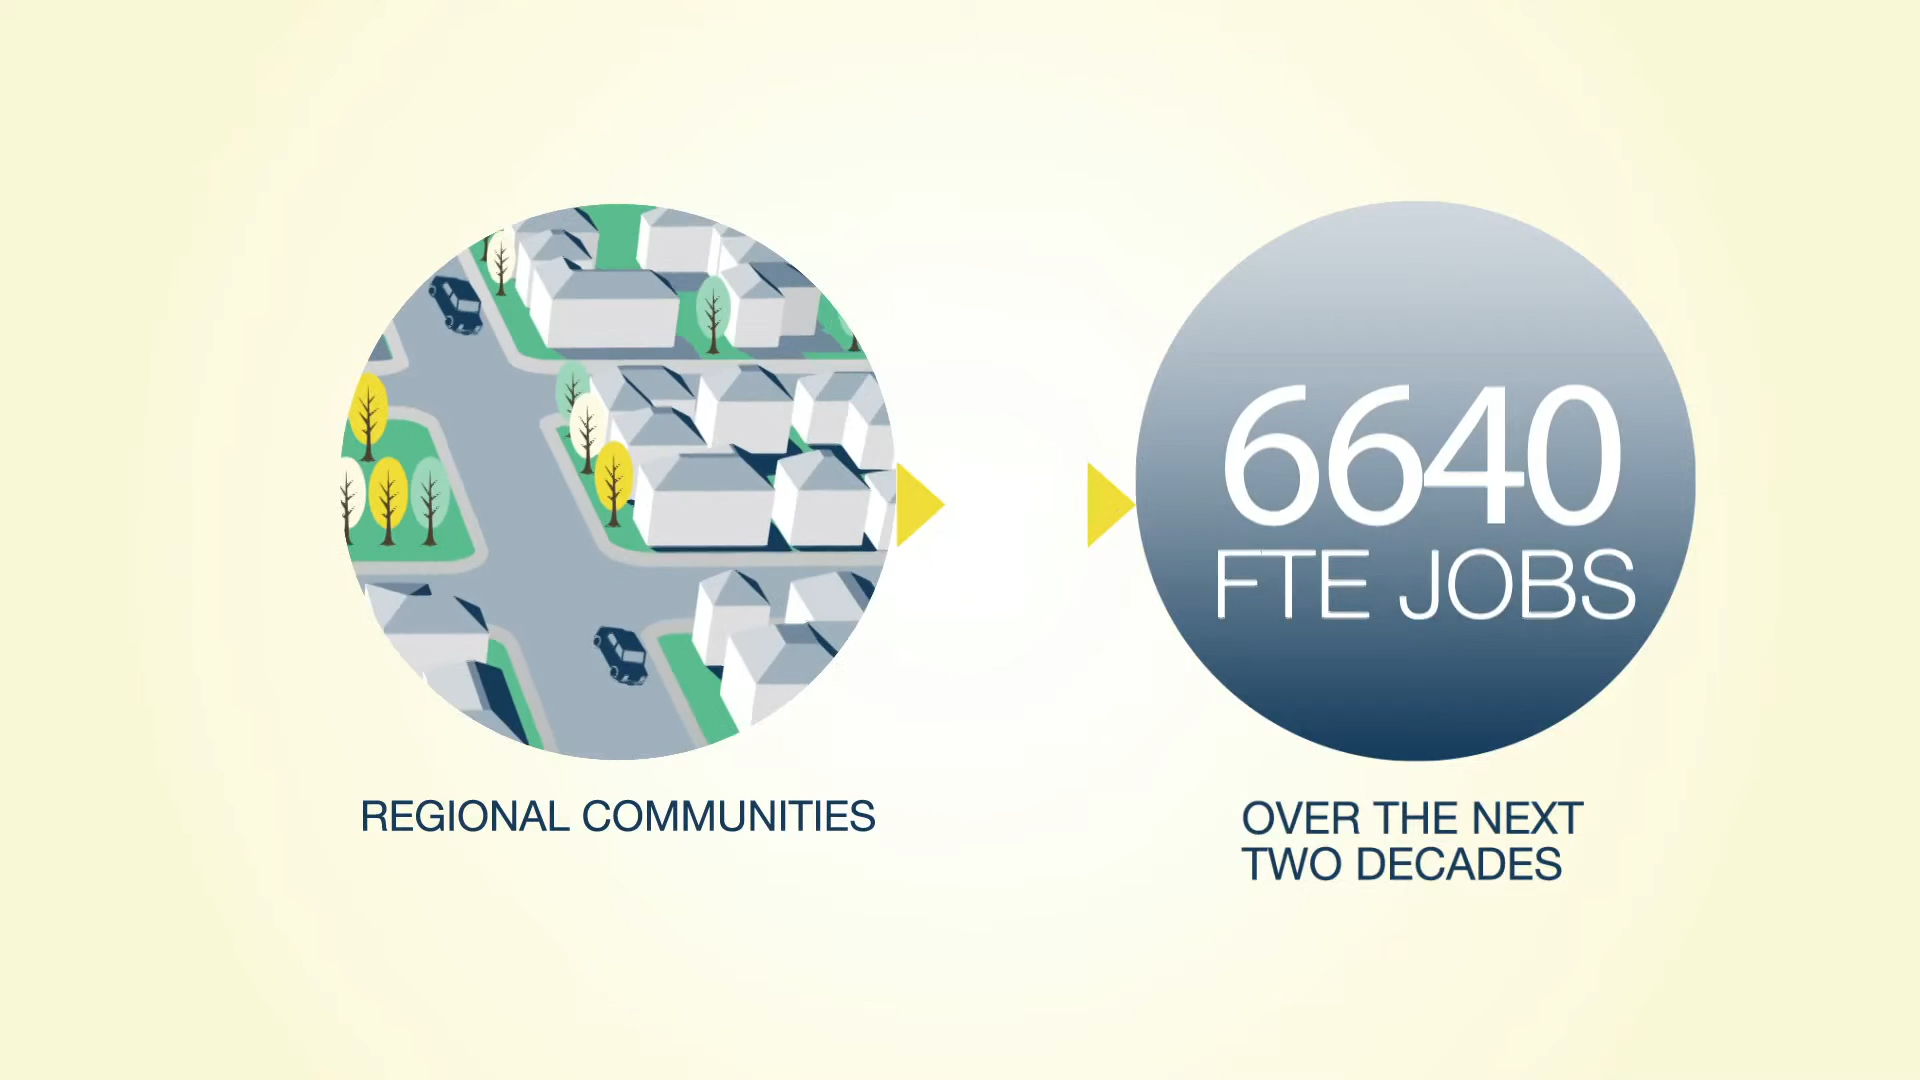 REGIONAL COMMUNITIES
6640
FTE JOBS
OVER THE NEXT
TWO DECADES